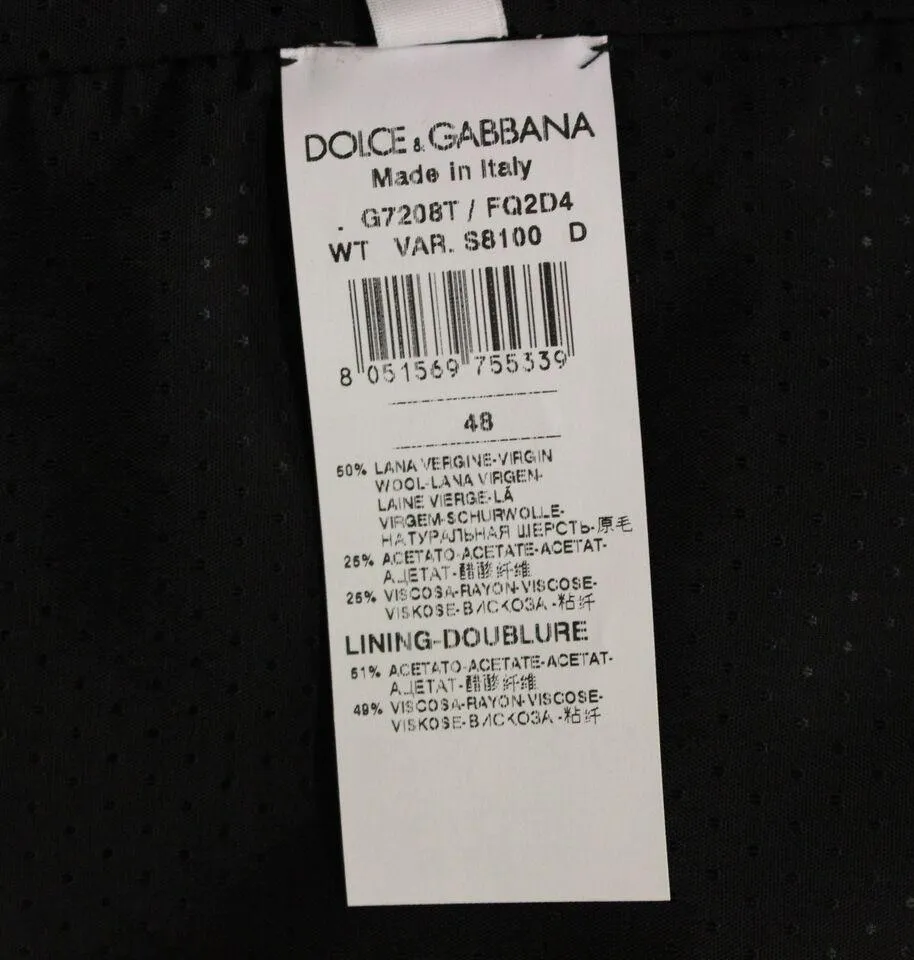 DOLCE & GABBANA
Made in Italy
. G7208T / FQ2D4
WT VAR. S8100 D
8 051569 755339
48
50% LANA VERGINE-VIRGIN
WOOL-LANA VIRGEN-
LAINE VIERGE-LÃ
VIRGEM-SCHURWOLLE-
НАТУРАЛЬНАЯ ШЕРСТЬ-原毛
25% ACETATO-ACETATE-ACETAT-
АЦЕТАТ-醋酸纤维
25% VISCOSA-RAYON-VISCOSE-
VISKOSE-ВИСКОЗА -粘纤
LINING-DOUBLURE
51% ACETATO-ACETATE-ACETAT-
АЦЕТАТ-醋酸纤维
49% VISCOSA-RAYON-VISCOSE-
VISKOSE-ВИСКОЗА -粘纤